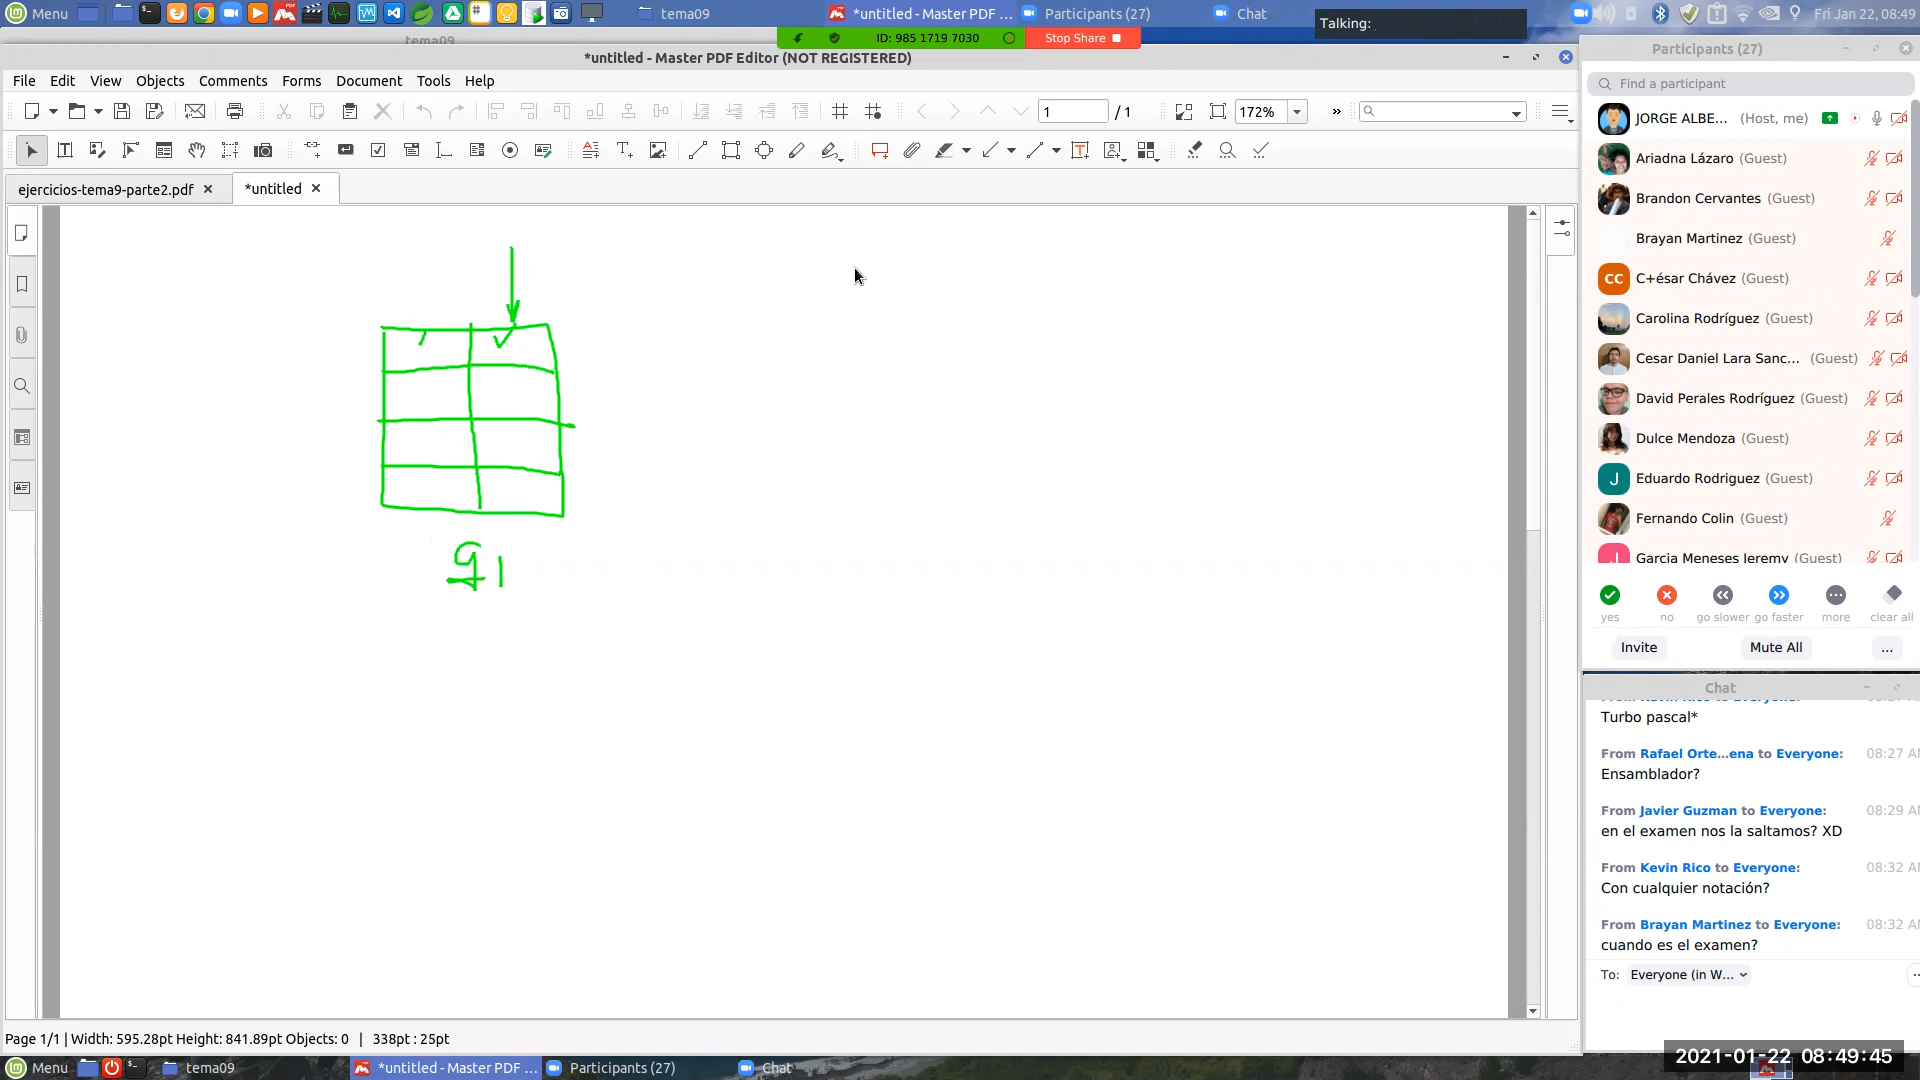 Menu
tema09
*untitled - Master PDF ...
Participants (27)
Chat
Talking:
Fri Jan 22, 08:49
tema09
ID: 985 1719 7030
Stop Share
*untitled - Master PDF Editor (NOT REGISTERED)
File Edit View Objects Comments Forms Document Tools Help
1 / 1
172%
ejercicios-tema9-parte2.pdf
*untitled
91
Page 1/1 | Width: 595.28pt Height: 841.89pt Objects: 0 | 338pt : 25pt
Participants (27)
Find a participant
JORGE ALBE... (Host, me)
Ariadna Lázaro (Guest)
Brandon Cervantes (Guest)
Brayan Martinez (Guest)
CC C+ésar Chávez (Guest)
Carolina Rodríguez (Guest)
Cesar Daniel Lara Sanc... (Guest)
David Perales Rodríguez (Guest)
Dulce Mendoza (Guest)
J Eduardo Rodriguez (Guest)
Fernando Colin (Guest)
Garcia Meneses Jeremy (Guest)
yes no go slower go faster more clear all
Invite Mute All ...
Chat
Turbo pascal*
From Rafael Orte...ena to Everyone: 08:27 A
Ensamblador?
From Javier Guzman to Everyone: 08:29 A
en el examen nos la saltamos? XD
From Kevin Rico to Everyone: 08:32 A
Con cualquier notación?
From Brayan Martinez to Everyone: 08:32 A
cuando es el examen?
To: Everyone (in W...
2021-01-22 08:49:45
Menu
tema09
*untitled - Master PDF ...
Participants (27)
Chat